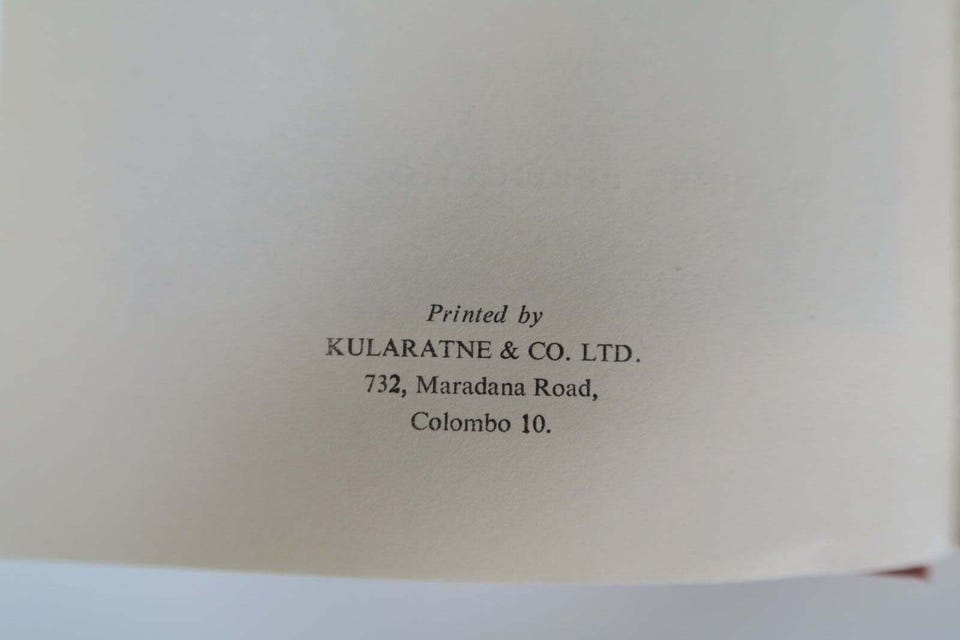 Printed by
KULARATNE & CO. LTD.
732, Maradana Road,
Colombo 10.